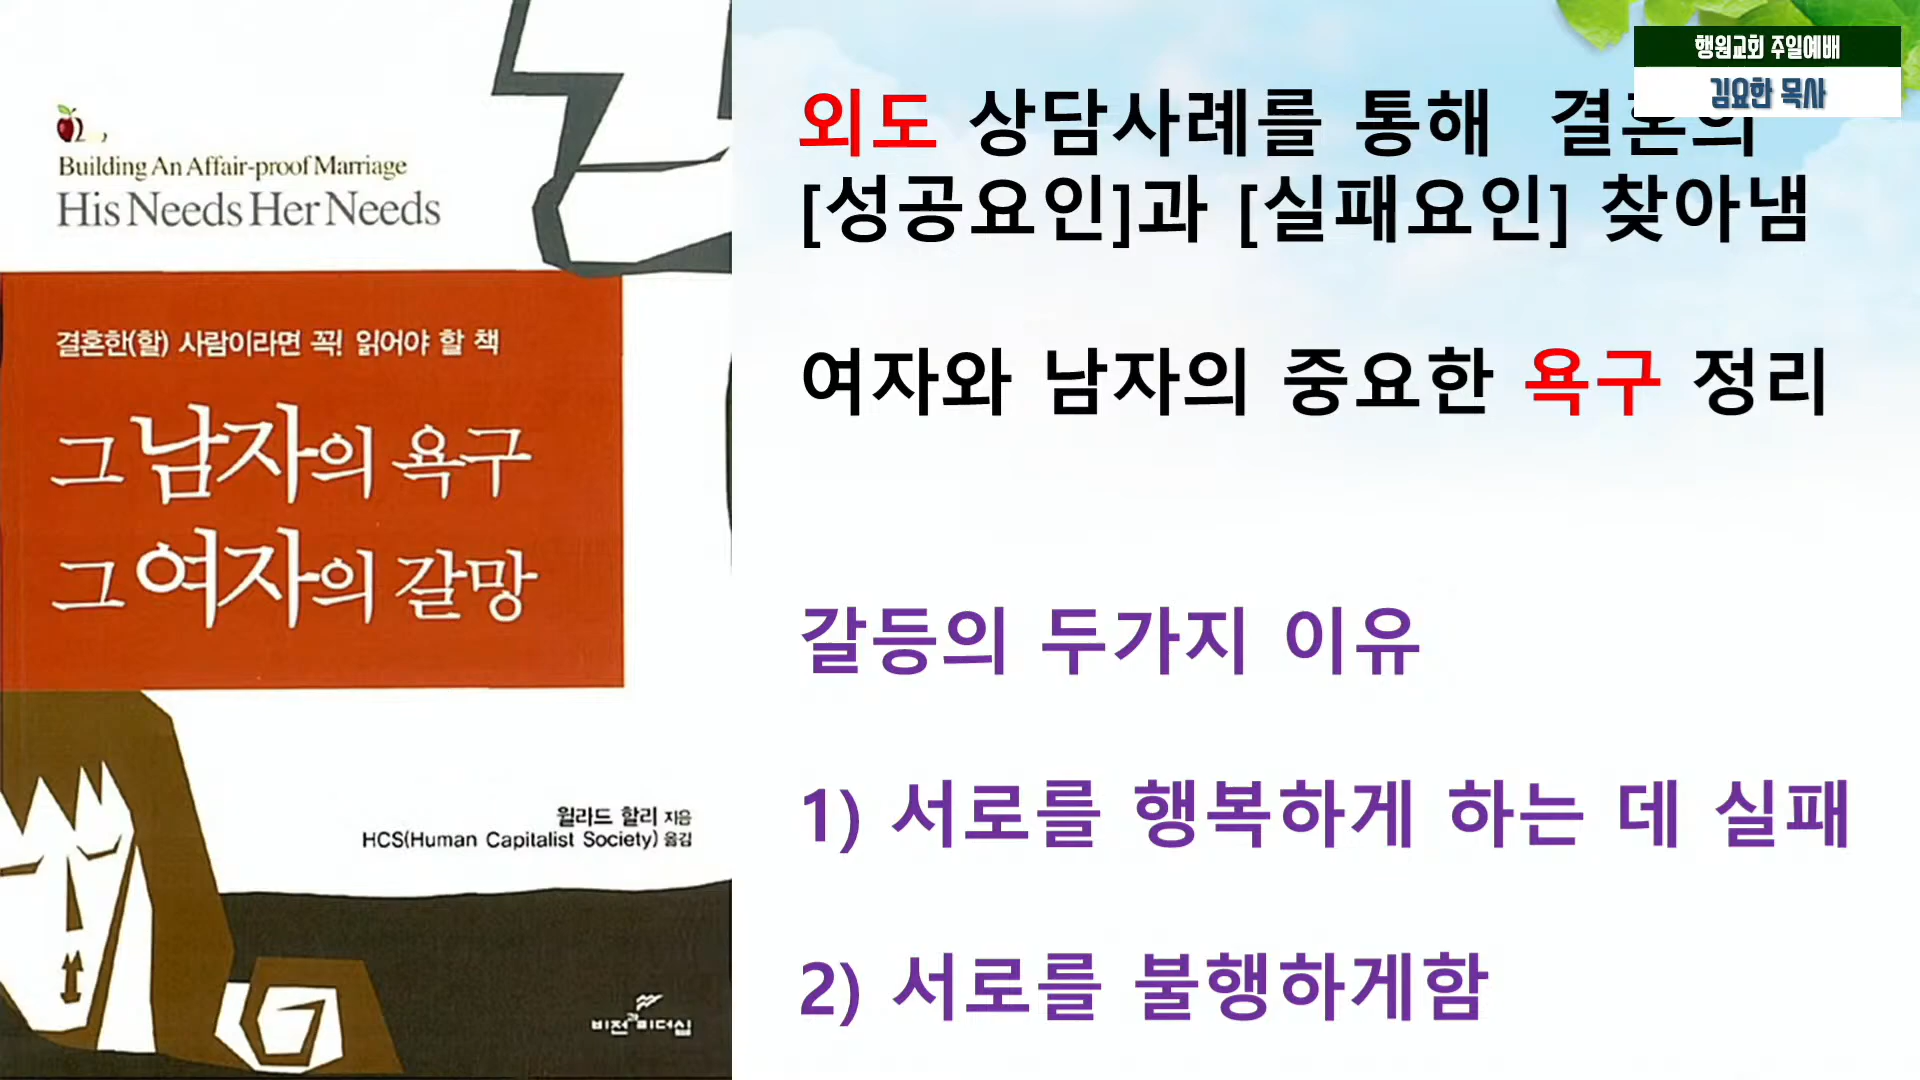 Building An Affair-proof Marriage
His Needs Her Needs
결혼한(할) 사람이라면 꼭! 읽어야 할 책
그 남자의 욕구
그 여자의 갈망
윌라드 할리 지음
HCS(Human Capitalist Society) 옮김
비전과리더십
행원교회 주일예배
김요한 목사
외도 상담사례를 통해 결혼의
[성공요인]과 [실패요인] 찾아냄
여자와 남자의 중요한 욕구 정리
갈등의 두가지 이유
1) 서로를 행복하게 하는 데 실패
2) 서로를 불행하게함